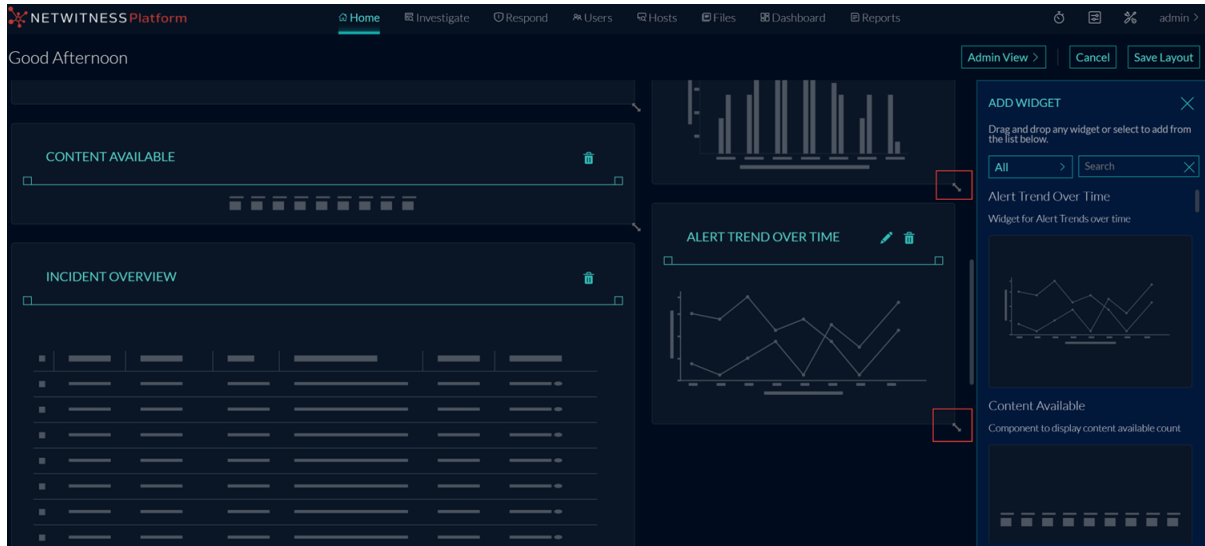 NETWITNESS Platform
Home
Investigate
Respond
Users
Hosts
Files
Dashboard
Reports
admin >
Good Afternoon
Admin View >
Cancel
Save Layout
CONTENT AVAILABLE
INCIDENT OVERVIEW
ALERT TREND OVER TIME
ADD WIDGET
Drag and drop any widget or select to add from
the list below.
All
Search
Alert Trend Over Time
Widget for Alert Trends over time
Content Available
Component to display content available count